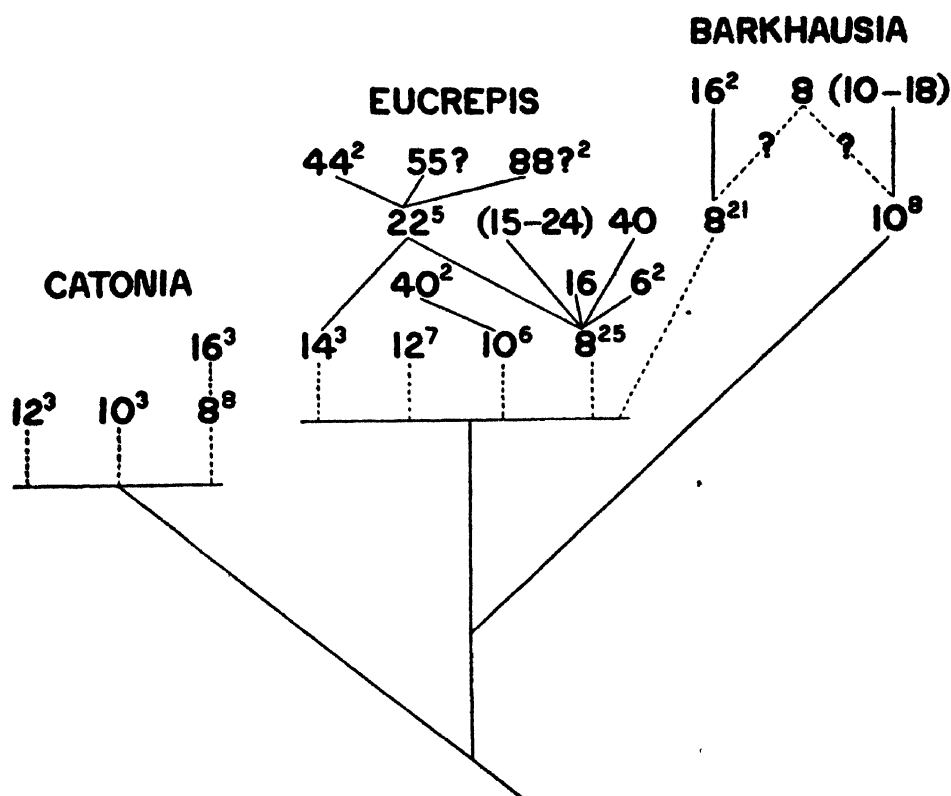 BARKHAUSIA
16² 8 (10–18)
EUCREPIS
? ?
44² 55? 88?²
22⁵ (15–24) 40 8²¹ 10⁸
CATONIA
40² 16 6²
16³ 14³ 12⁷ 10⁶ 8²⁵
12³ 10³ 8⁸